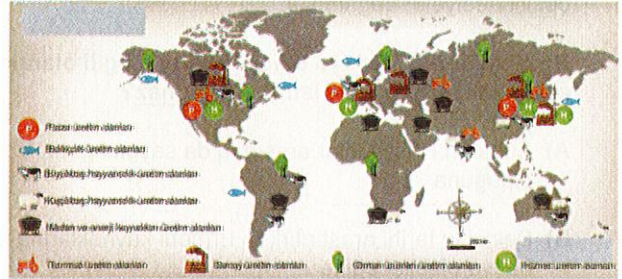 Pazar üretim alanları
Balıkçılık üretim alanları
Büyükbaş hayvancılık üretim alanları
Küçükbaş hayvancılık üretim alanları
Maden ve enerji kaynakları üretim alanları
Tarımsal üretim alanları
Sanayi üretim alanları
Orman ürünleri üretim alanları
Hizmet üretim alanları
P
H
P
H
P
H
H
P
H